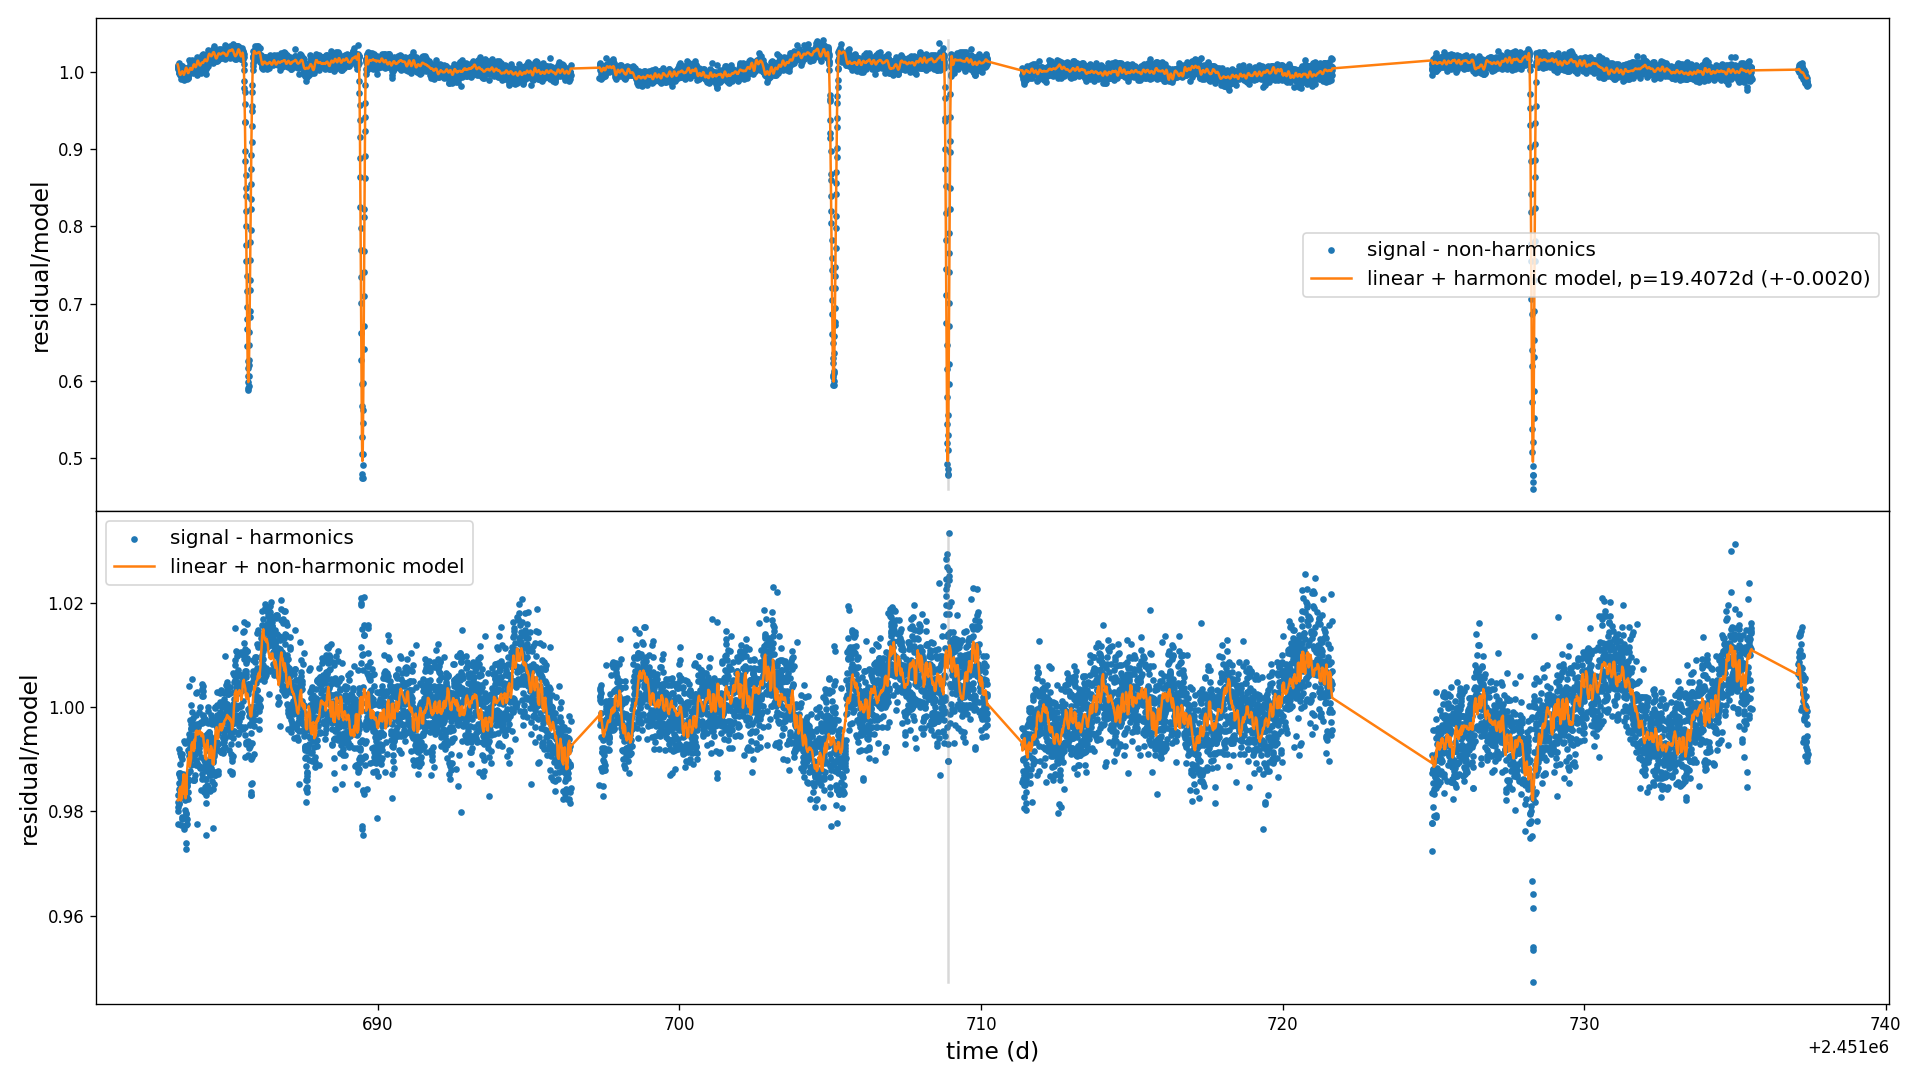 1.0
0.9
0.8
0.7
0.6
0.5
residual/model
signal - non-harmonics
linear + harmonic model, p=19.4072d (+-0.0020)
signal - harmonics
linear + non-harmonic model
1.02
1.00
0.98
0.96
residual/model
690
700
710
720
730
740
time (d)
+2.451e6